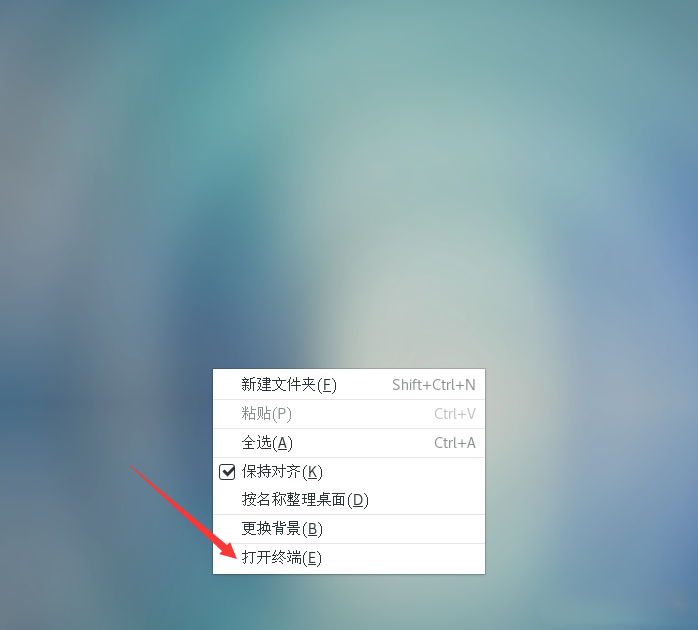 新建文件夹(F) Shift+Ctrl+N
粘贴(P) Ctrl+V
全选(A) Ctrl+A
保持对齐(K)
按名称整理桌面(D)
更换背景(B)
打开终端(E)